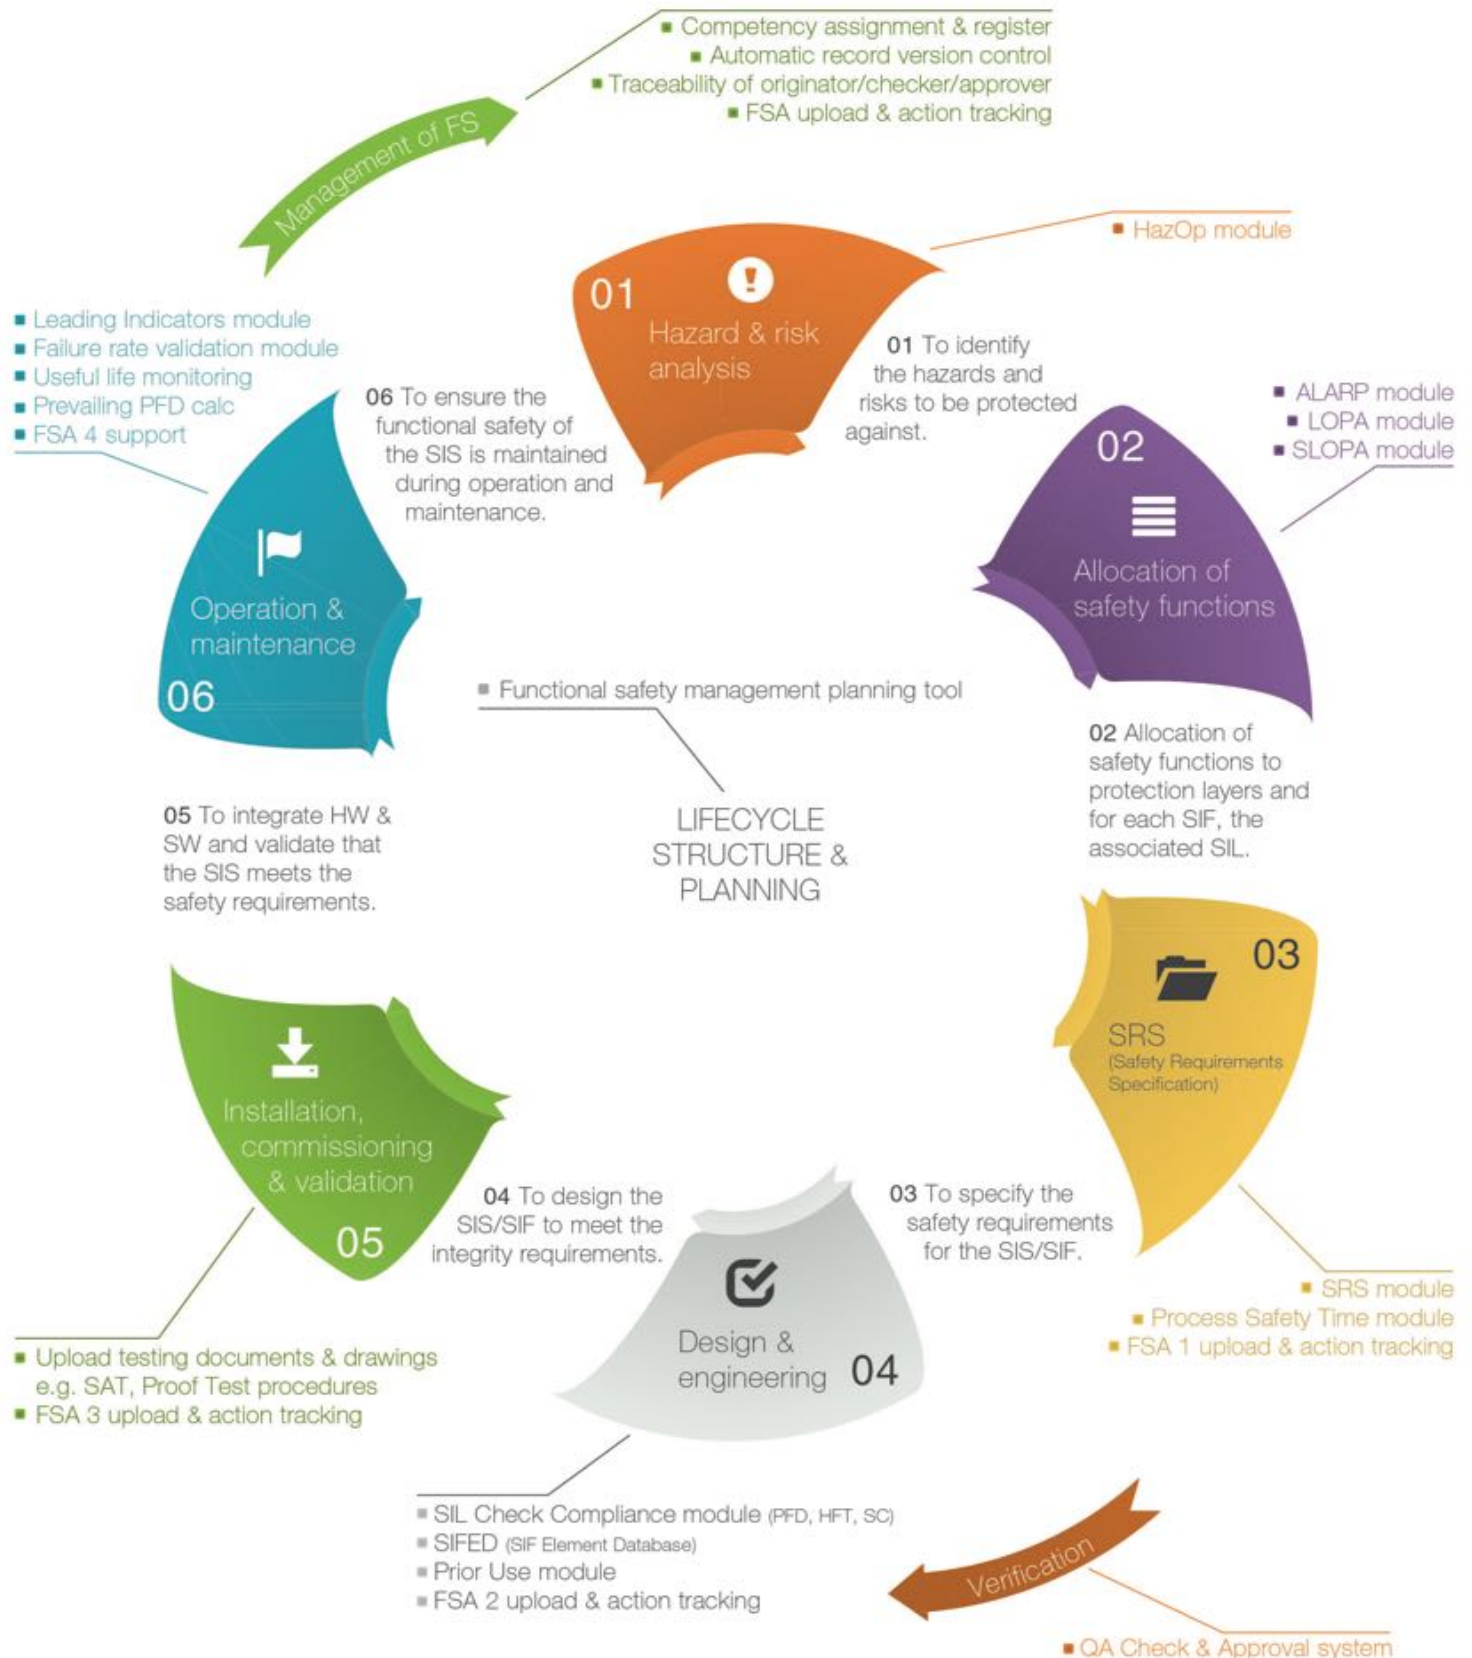 Competency assignment & register
Automatic record version control
Traceability of originator/checker/approver
FSA upload & action tracking
Management of FS
HazOp module
01
Hazard & risk
analysis
01 To identify
the hazards and
risks to be protected
against.
Leading Indicators module
Failure rate validation module
Useful life monitoring
Prevailing PFD calc
FSA 4 support
06 To ensure the
functional safety of
the SIS is maintained
during operation and
maintenance.
ALARP module
LOPA module
SLOPA module
02
Allocation of
safety functions
Operation &
maintenance
06
Functional safety management planning tool
LIFECYCLE
STRUCTURE &
PLANNING
02 Allocation of
safety functions to
protection layers and
for each SIF, the
associated SIL.
05 To integrate HW &
SW and validate that
the SIS meets the
safety requirements.
03
SRS
(Safety Requirements
Specification)
Installation,
commissioning
& validation
05
04 To design the
SIS/SIF to meet the
integrity requirements.
03 To specify the
safety requirements
for the SIS/SIF.
Design &
engineering
04
SRS module
Process Safety Time module
FSA 1 upload & action tracking
Upload testing documents & drawings
e.g. SAT, Proof Test procedures
FSA 3 upload & action tracking
SIL Check Compliance module (PFD, HFT, SC)
SIFED (SIF Element Database)
Prior Use module
FSA 2 upload & action tracking
Verification
QA Check & Approval system